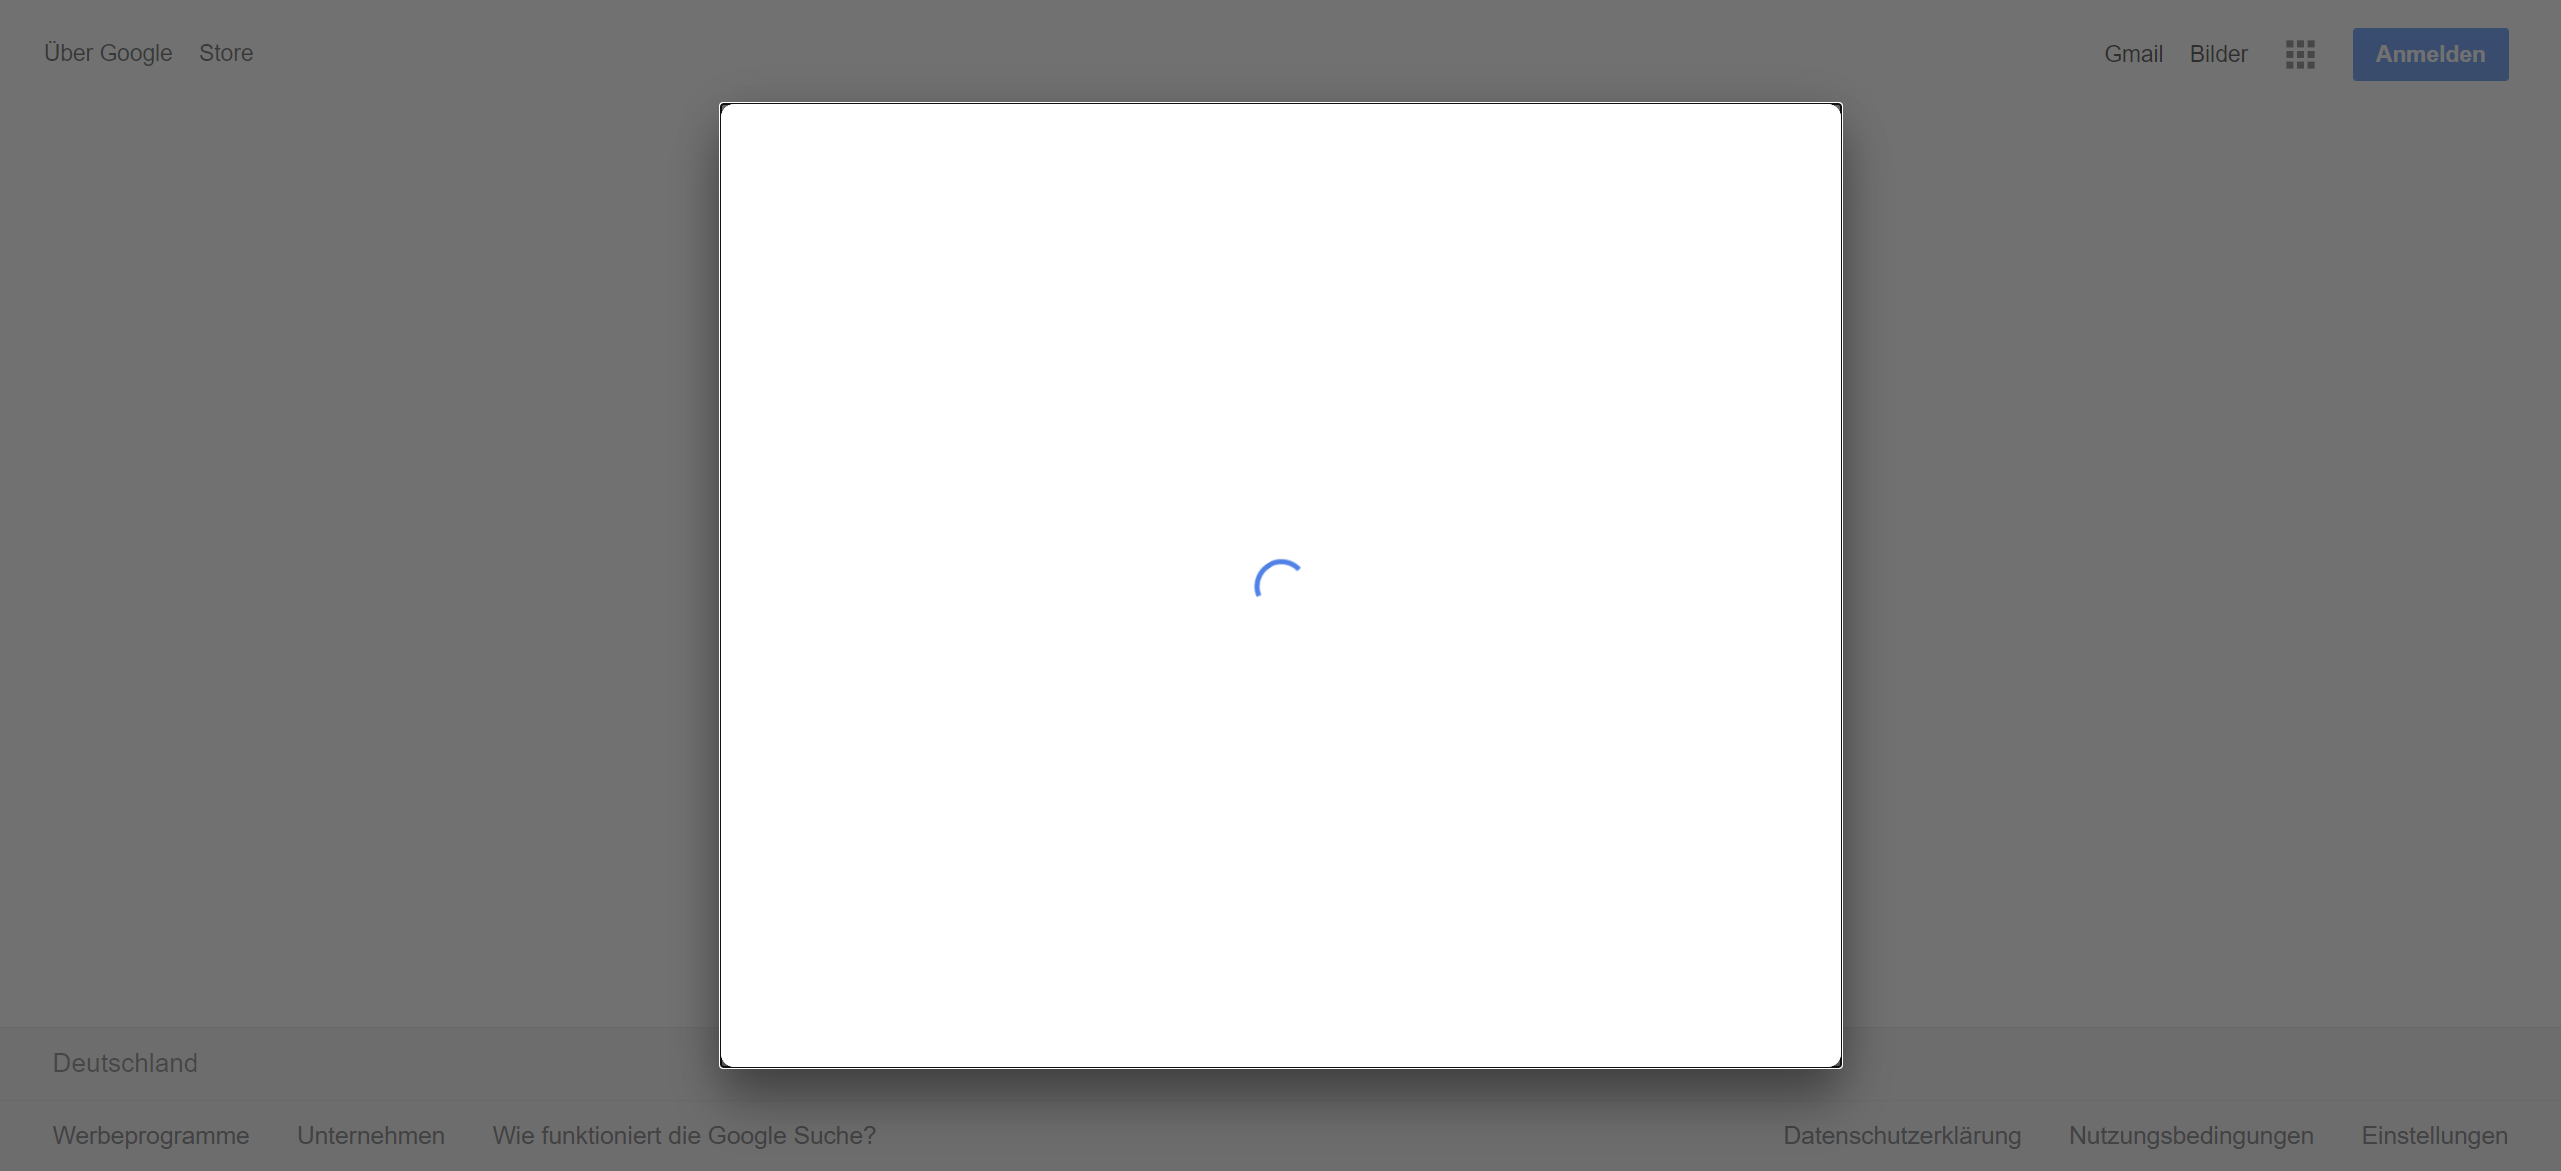 Über Google Store Gmail Bilder Anmelden
Deutschland
Werbeprogramme Unternehmen Wie funktioniert die Google Suche? Datenschutzerklärung Nutzungsbedingungen Einstellungen